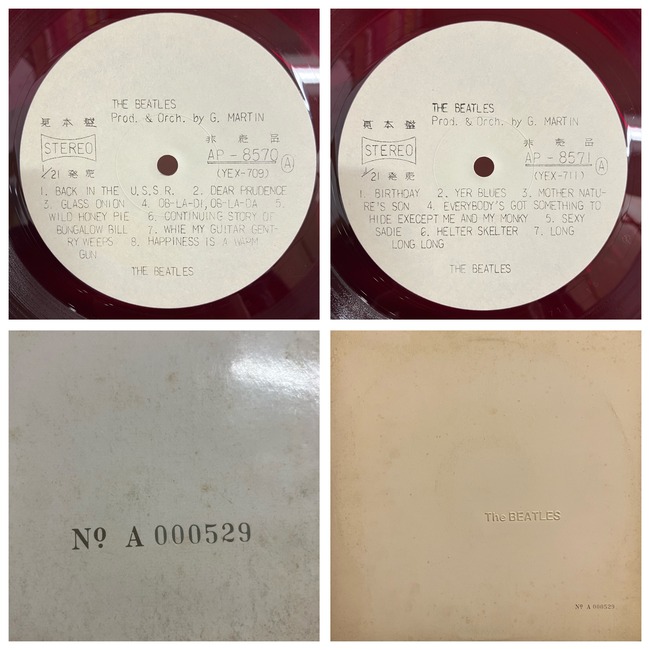 THE BEATLES
Prod. & Orch. by G. MARTIN
見本盤
非売品
STEREO
AP-8570 Ⓐ
1/21 発売
(YEX-709)
1. BACK IN THE U.S.S.R. 2. DEAR PRUDENCE
3. GLASS ONION 4. OB-LA-DI,OB-LA-DA 5.
WILD HONEY PIE 6. CONTINUING STORY OF
BUNGALOW BILL 7. WHIE MY GUITAR GENT-
RY WEEPS 8. HAPPINESS IS A WARM
GUN
THE BEATLES
THE BEATLES
Prod. & Orch. by G. MARTIN
見本盤
非売品
STEREO
AP-8571 Ⓐ
1/21 発売
(YEX-711)
1. BIRTHDAY 2. YER BLUES 3. MOTHER NATU-
RE'S SON 4. EVERYBODY'S GOT SOMETHING TO
HIDE EXECEPT ME AND MY MONKY 5. SEXY
SADIE 6. HELTER SKELTER 7. LONG
LONG LONG
THE BEATLES
Nº A 000529
The BEATLES
Nº A 000529